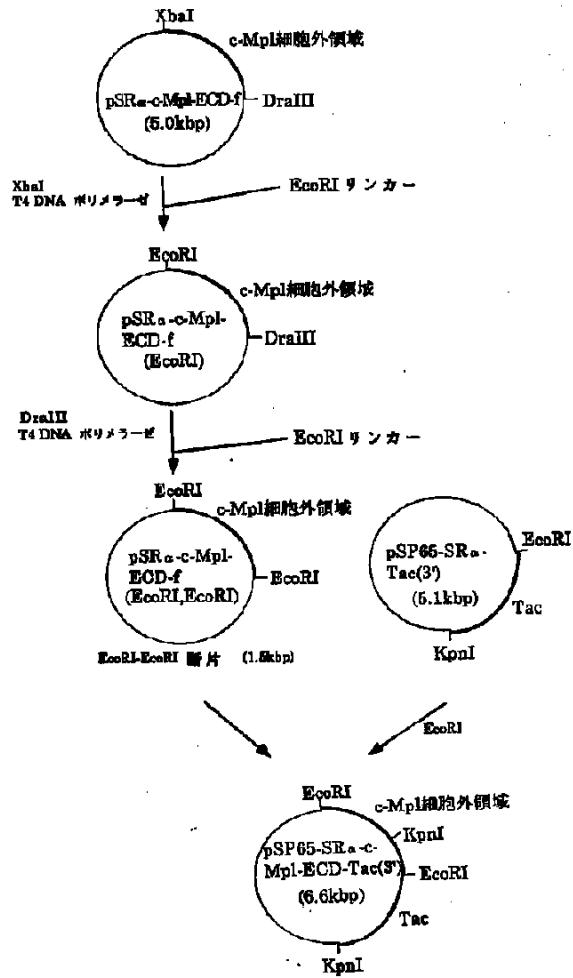 XbaI
c-Mpl細胞外領域
pSRα-c-Mpl-ECD-f
(5.0kbp)
DraIII
XbaI
T4 DNA ポリメラーゼ
EcoRI リンカー
EcoRI
c-Mpl細胞外領域
pSRα-c-Mpl-
ECD-f
(EcoRI)
DraIII
DraIII
T4 DNA ポリメラーゼ
EcoRI リンカー
EcoRI
c-Mpl細胞外領域
pSRα-c-Mpl-
ECD-f
(EcoRI,EcoRI)
EcoRI
EcoRI-EcoRI 断片 (1.5kbp)
pSP65-SRα-
Tac(3')
(5.1kbp)
EcoRI
Tac
KpnI
EcoRI
EcoRI
c-Mpl細胞外領域
KpnI
pSP65-SRα-c-
Mpl-ECD-Tac(3')
(6.6kbp)
EcoRI
Tac
KpnI